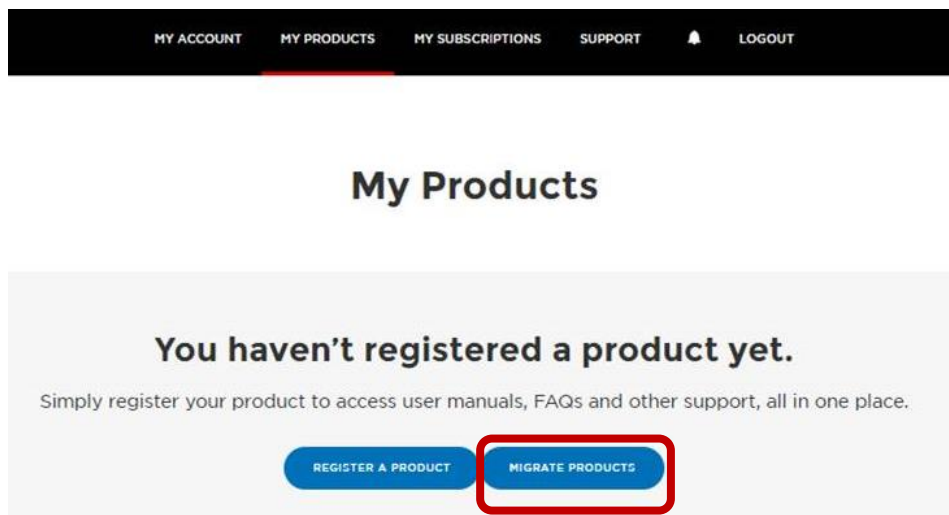 MY ACCOUNT MY PRODUCTS MY SUBSCRIPTIONS SUPPORT LOGOUT
My Products
You haven't registered a product yet.
Simply register your product to access user manuals, FAQs and other support, all in one place.
REGISTER A PRODUCT MIGRATE PRODUCTS